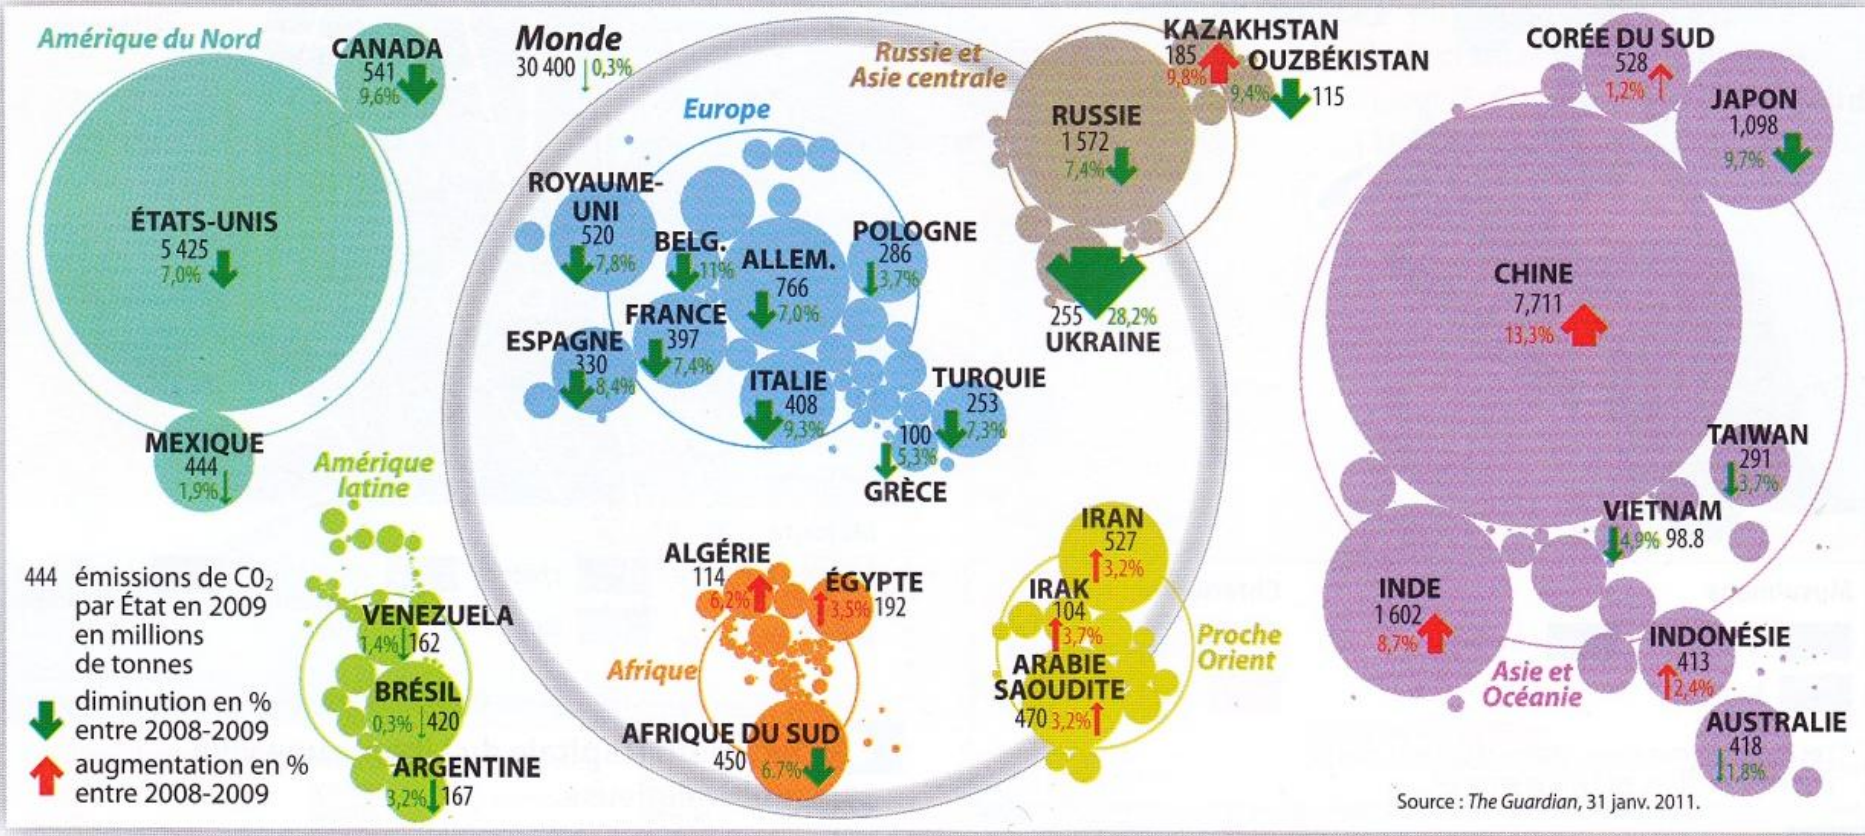 Amérique du Nord
CANADA
541
9,6%
ÉTATS-UNIS
5 425
7,0%
MEXIQUE
444
1,9%
Monde
30 400 0,3%
Europe
ROYAUME-
UNI
520
7,8%
BELG.
11%
ALLEM.
766
7,0%
POLOGNE
286
3,7%
FRANCE
397
7,4%
ESPAGNE
330
8,4%
ITALIE
408
9,3%
TURQUIE
253
7,3%
100
5,3%
GRÈCE
Russie et
Asie centrale
RUSSIE
1 572
7,4%
KAZAKHSTAN
185
9,8%
OUZBÉKISTAN
9,4% 115
255 28,2%
UKRAINE
CORÉE DU SUD
528
1,2%
JAPON
1,098
9,7%
CHINE
7,711
13,3%
TAIWAN
291
3,7%
VIETNAM
4,9% 98.8
INDE
1 602
8,7%
INDONÉSIE
413
2,4%
Asie et
Océanie
AUSTRALIE
418
1,8%
Amérique
latine
VENEZUELA
1,4% 162
BRÉSIL
0,3% 420
ARGENTINE
3,2% 167
ALGÉRIE
114
6,2%
ÉGYPTE
3,5% 192
Afrique
AFRIQUE DU SUD
450 6.7%
IRAN
527
3,2%
IRAK
104
3,7%
ARABIE
SAOUDITE
470 3,2%
Proche
Orient
444 émissions de CO₂
par État en 2009
en millions
de tonnes
diminution en %
entre 2008-2009
augmentation en %
entre 2008-2009
Source : The Guardian, 31 janv. 2011.